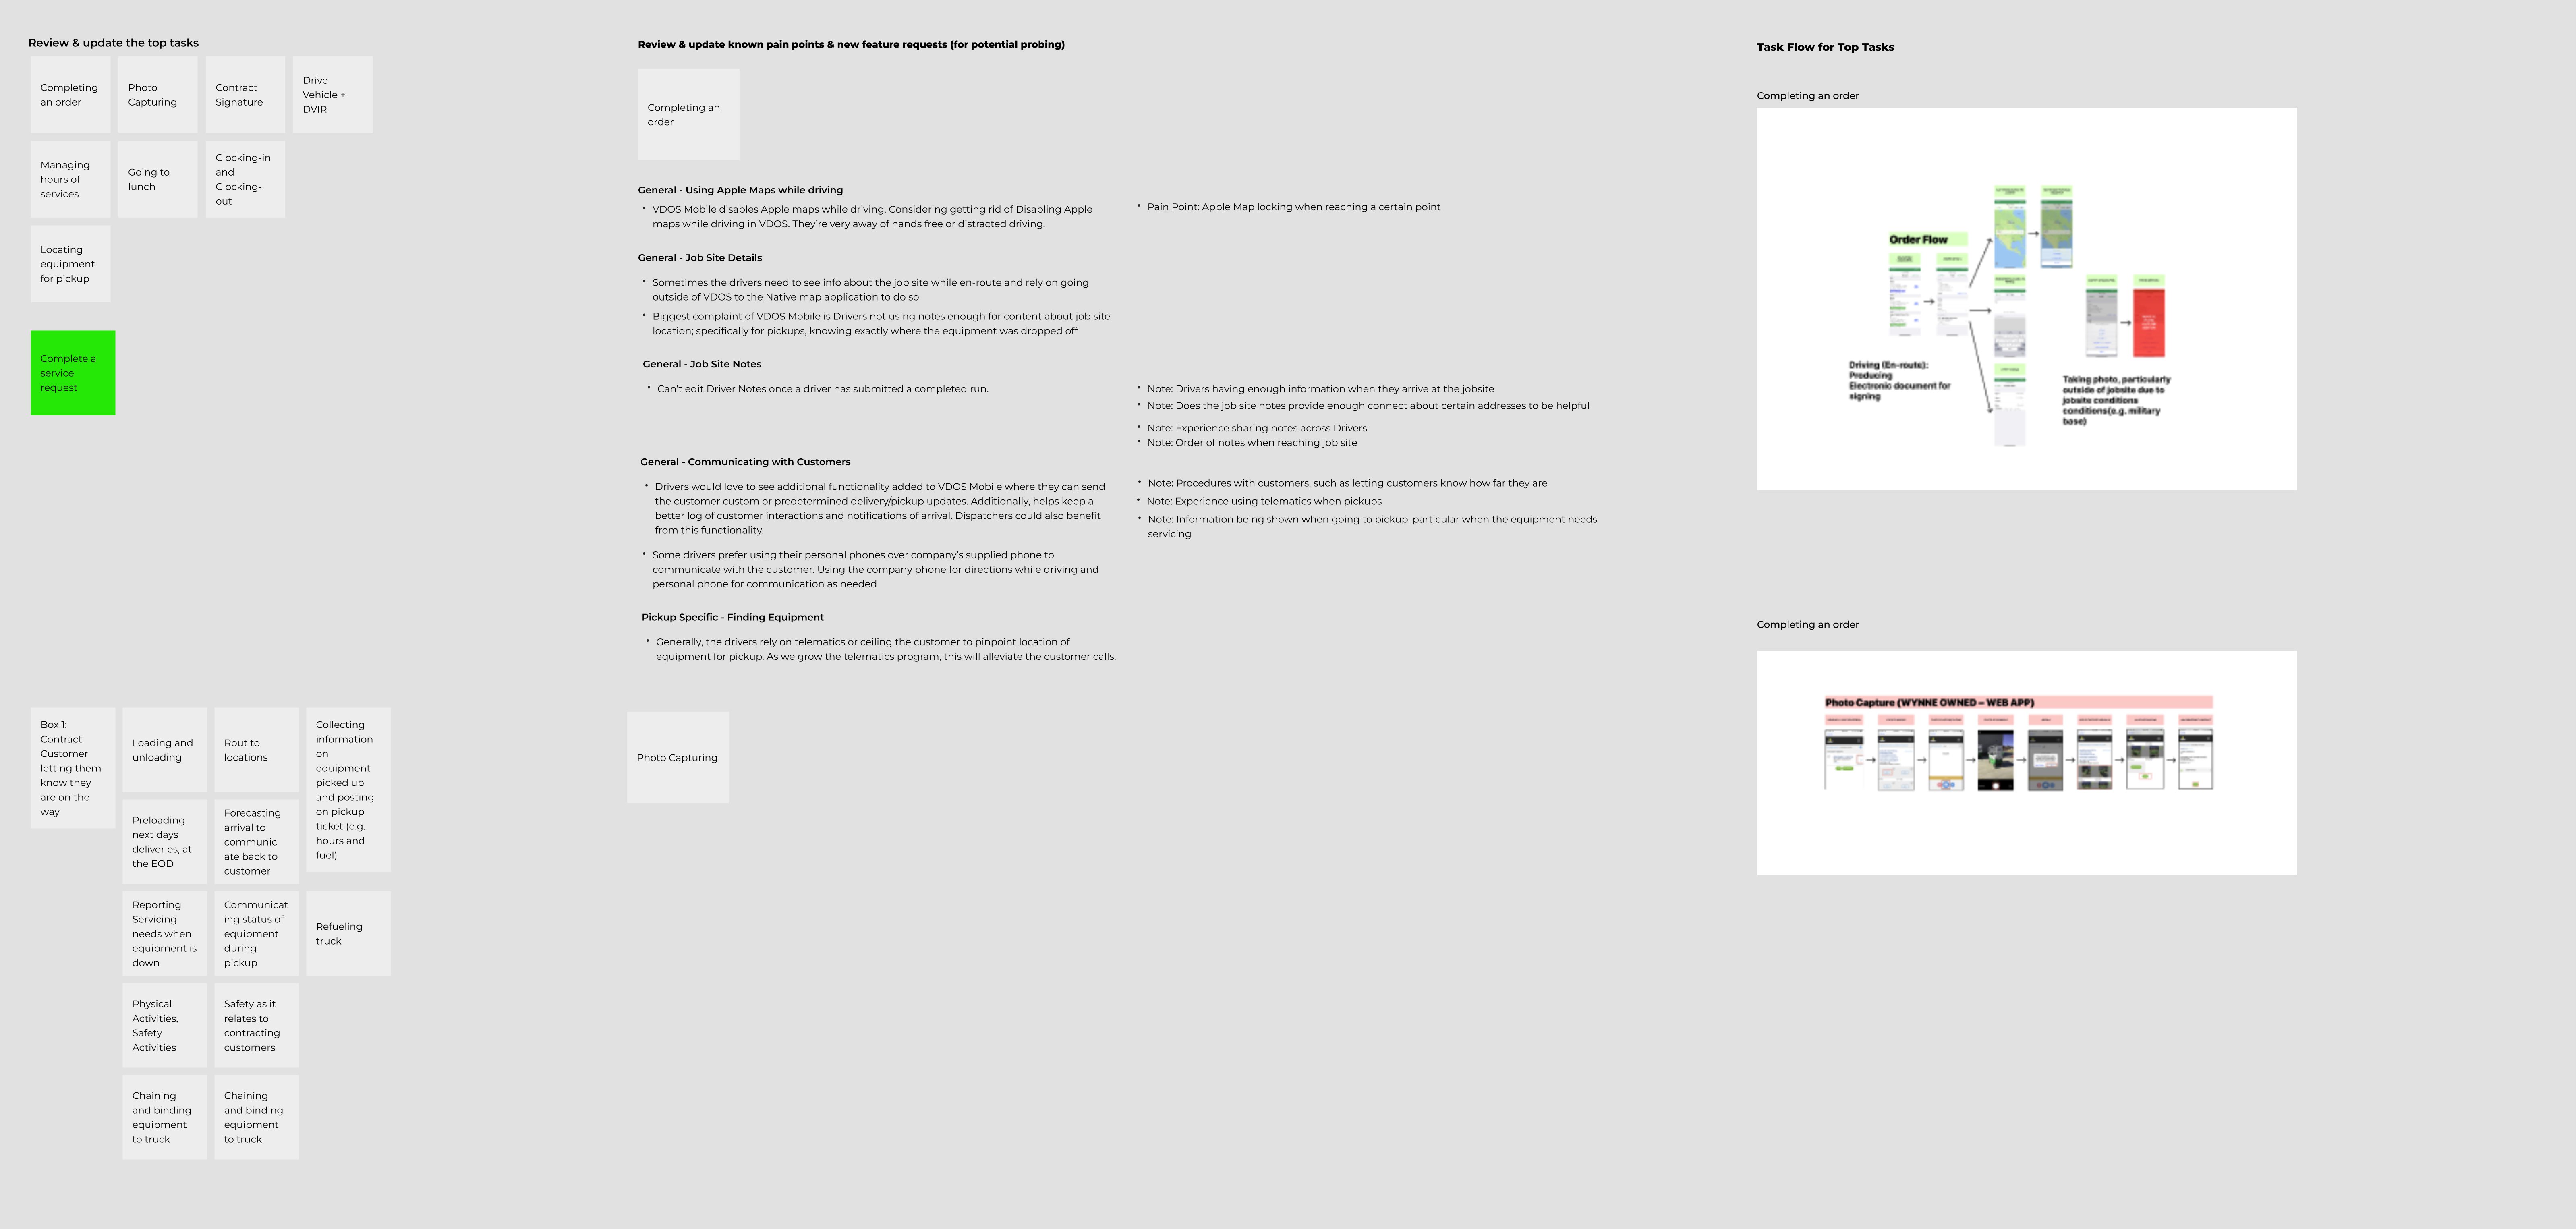 Review & update the top tasks
Completing
an order
Photo
Capturing
Contract
Signature
Drive
Vehicle +
DVIR
Managing
hours of
services
Going to
lunch
Clocking-in
and
Clocking-
out
Locating
equipment
for pickup
Complete a
service
request
Box 1:
Contract
Customer
letting them
know they
are on the
way
Loading and
unloading
Rout to
locations
Collecting
information
on
equipment
picked up
and posting
on pickup
ticket (e.g.
hours and
fuel)
Preloading
next days
deliveries, at
the EOD
Forecasting
arrival to
communic
ate back to
customer
Reporting
Servicing
needs when
equipment is
down
Communicat
ing status of
equipment
during
pickup
Refueling
truck
Physical
Activities,
Safety
Activities
Safety as it
relates to
contracting
customers
Chaining
and binding
equipment
to truck
Chaining
and binding
equipment
to truck
Review & update known pain points & new feature requests (for potential probing)
Completing an
order
General - Using Apple Maps while driving
• VDOS Mobile disables Apple maps while driving. Considering getting rid of Disabling Apple
maps while driving in VDOS. They're very away of hands free or distracted driving.
• Pain Point: Apple Map locking when reaching a certain point
General - Job Site Details
• Sometimes the drivers need to see info about the job site while en-route and rely on going
outside of VDOS to the Native map application to do so
• Biggest complaint of VDOS Mobile is Drivers not using notes enough for content about job site
location; specifically for pickups, knowing exactly where the equipment was dropped off
General - Job Site Notes
• Can't edit Driver Notes once a driver has submitted a completed run.
• Note: Drivers having enough information when they arrive at the jobsite
• Note: Does the job site notes provide enough connect about certain addresses to be helpful
• Note: Experience sharing notes across Drivers
• Note: Order of notes when reaching job site
General - Communicating with Customers
• Drivers would love to see additional functionality added to VDOS Mobile where they can send
the customer custom or predetermined delivery/pickup updates. Additionally, helps keep a
better log of customer interactions and notifications of arrival. Dispatchers could also benefit
from this functionality.
• Some drivers prefer using their personal phones over company's supplied phone to
communicate with the customer. Using the company phone for directions while driving and
personal phone for communication as needed
• Note: Procedures with customers, such as letting customers know how far they are
• Note: Experience using telematics when pickups
• Note: Information being shown when going to pickup, particular when the equipment needs
servicing
Pickup Specific - Finding Equipment
• Generally, the drivers rely on telematics or ceiling the customer to pinpoint location of
equipment for pickup. As we grow the telematics program, this will alleviate the customer calls.
Photo Capturing
Task Flow for Top Tasks
Completing an order
Order Flow
Driving (En-route):
Producing
Electronic document for
signing
Taking photo, particularly
outside of jobsite due to
jobsite conditions
conditions(e.g. military
base)
Completing an order
Photo Capture (WYNNE OWNED – WEB APP)